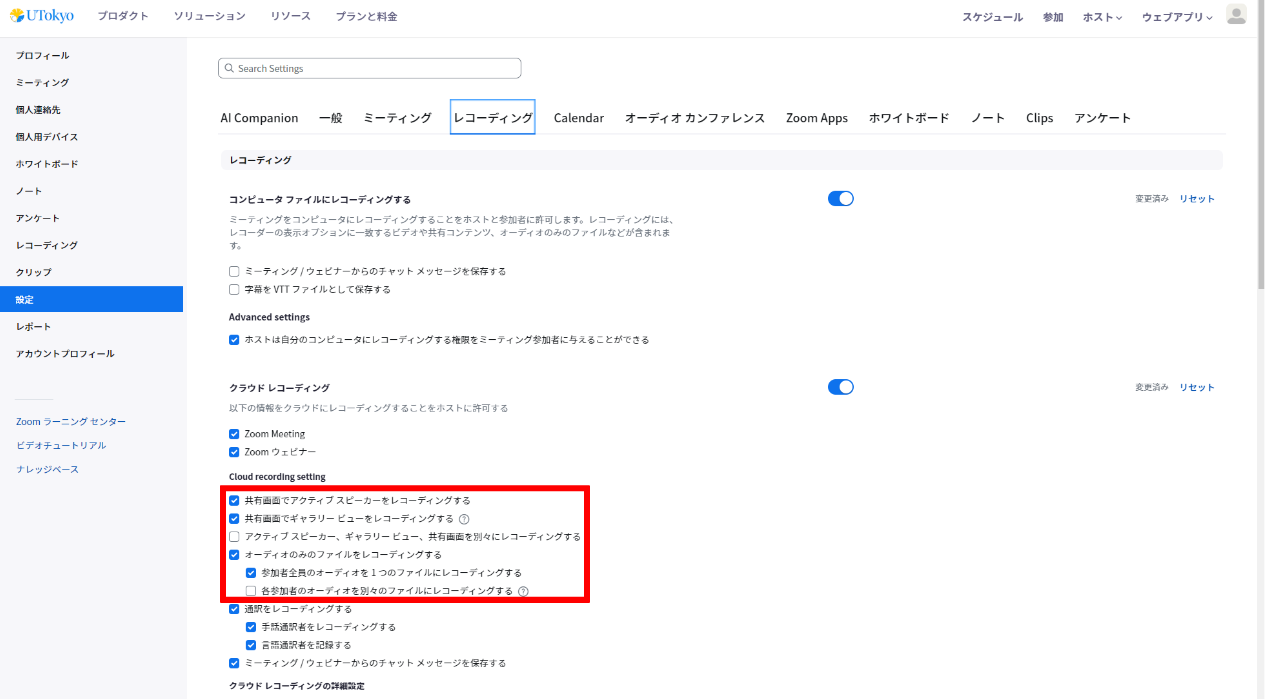 UTokyo プロダクト ソリューション リソース プランと料金 スケジュール 参加 ホスト ウェブアプリ
プロフィール
ミーティング
個人連絡先
個人用デバイス
ホワイトボード
ノート
アンケート
レコーディング
クリップ
設定
レポート
アカウントプロフィール
Zoom ラーニング センター
ビデオチュートリアル
ナレッジベース
Search Settings
AI Companion 一般 ミーティング レコーディング Calendar オーディオ カンファレンス Zoom Apps ホワイトボード ノート Clips アンケート
レコーディング
コンピュータ ファイルにレコーディングする 変更済み リセット
ミーティングをコンピュータにレコーディングすることをホストと参加者に許可します。レコーディングには、
レコーダーの表示オプションに一致するビデオや共有コンテンツ、オーディオのみのファイルなどが含まれま
す。
ミーティング / ウェビナーからのチャット メッセージを保存する
字幕を VTT ファイルとして保存する
Advanced settings
ホストは自分のコンピュータにレコーディングする権限をミーティング参加者に与えることができる
クラウド レコーディング 変更済み リセット
以下の情報をクラウドにレコーディングすることをホストに許可する
Zoom Meeting
Zoom ウェビナー
Cloud recording setting
共有画面でアクティブ スピーカーをレコーディングする
共有画面でギャラリー ビューをレコーディングする ?
アクティブ スピーカー、ギャラリー ビュー、共有画面を別々にレコーディングする
オーディオのみのファイルをレコーディングする
参加者全員のオーディオを 1 つのファイルにレコーディングする
各参加者のオーディオを別々のファイルにレコーディングする ?
通訳をレコーディングする
手話通訳者をレコーディングする
言語通訳者を記録する
ミーティング / ウェビナーからのチャット メッセージを保存する
クラウド レコーディングの詳細設定